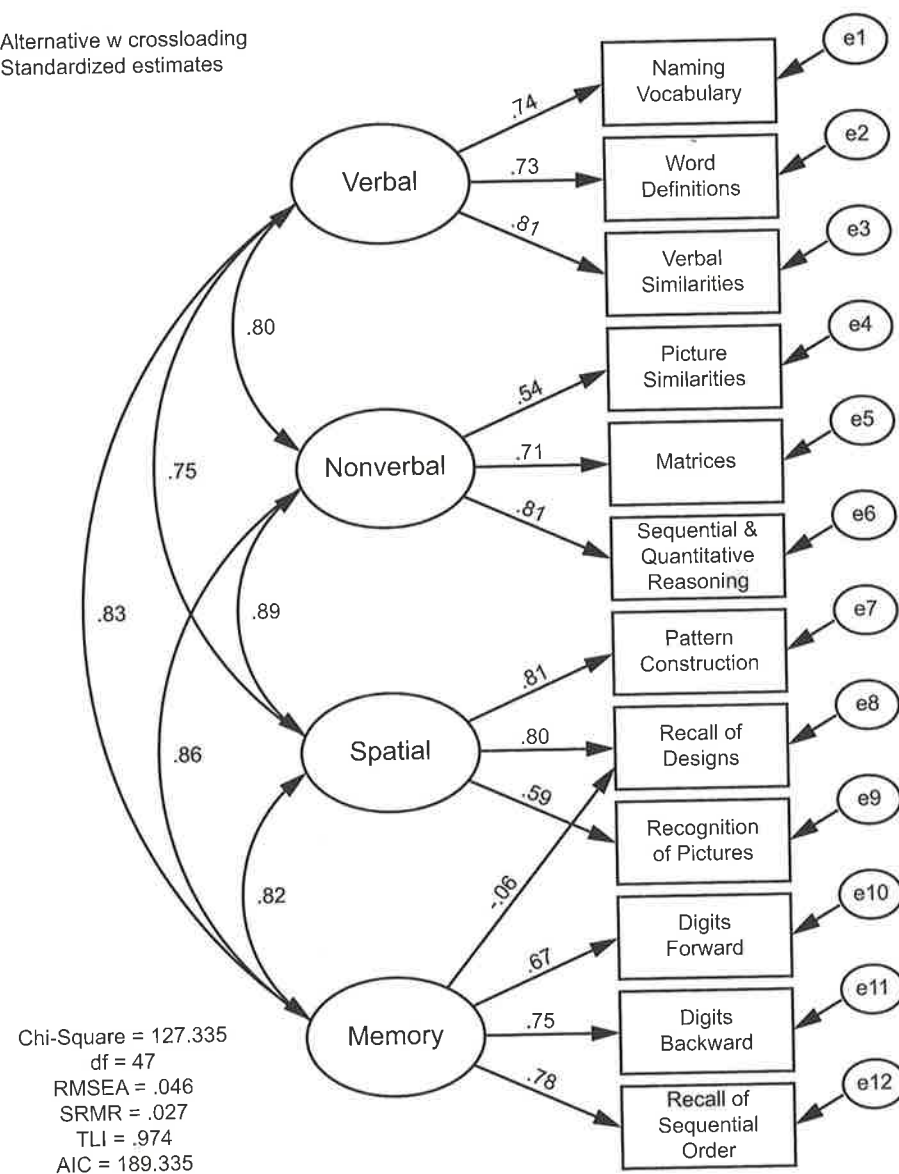 Alternative w crossloading
Standardized estimates
e1
Naming
Vocabulary
.74
e2
Verbal
.73
Word
Definitions
.81
e3
Verbal
Similarities
.80
e4
Picture
Similarities
.54
e5
Nonverbal
.71
Matrices
.75
.81
e6
Sequential &
Quantitative
Reasoning
.83
.89
e7
Pattern
Construction
.81
e8
Spatial
.80
Recall of
Designs
.86
.59
e9
Recognition
of Pictures
.82
-.06
e10
Digits
Forward
.67
e11
Memory
.75
Digits
Backward
.78
e12
Recall of
Sequential
Order
Chi-Square = 127.335
df = 47
RMSEA = .046
SRMR = .027
TLI = .974
AIC = 189.335